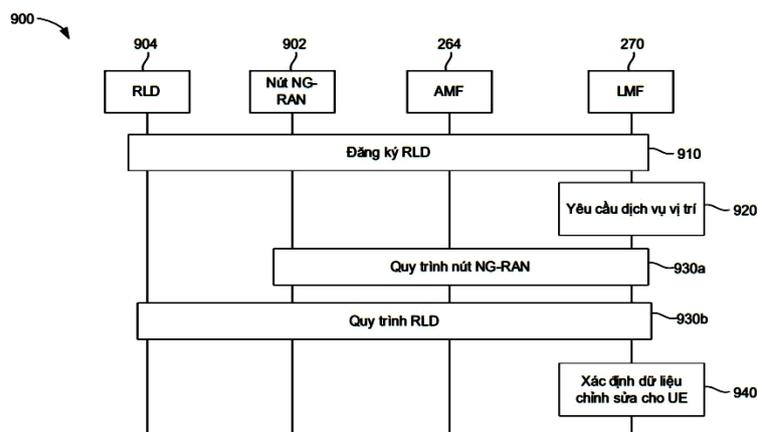 900
904
902
264
270
RLD
Nút NG-
RAN
AMF
LMF
Đăng ký RLD
910
Yêu cầu dịch vụ vị trí
920
Quy trình nút NG-RAN
930a
Quy trình RLD
930b
Xác định dữ liệu
chỉnh sửa cho UE
940